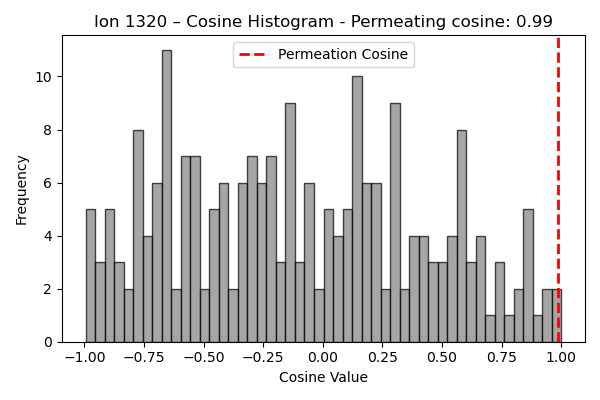 Ion 1320 – Cosine Histogram - Permeating cosine: 0.99
Permeation Cosine
Frequency
10
8
6
4
2
0
−1.00 −0.75 −0.50 −0.25 0.00 0.25 0.50 0.75 1.00
Cosine Value